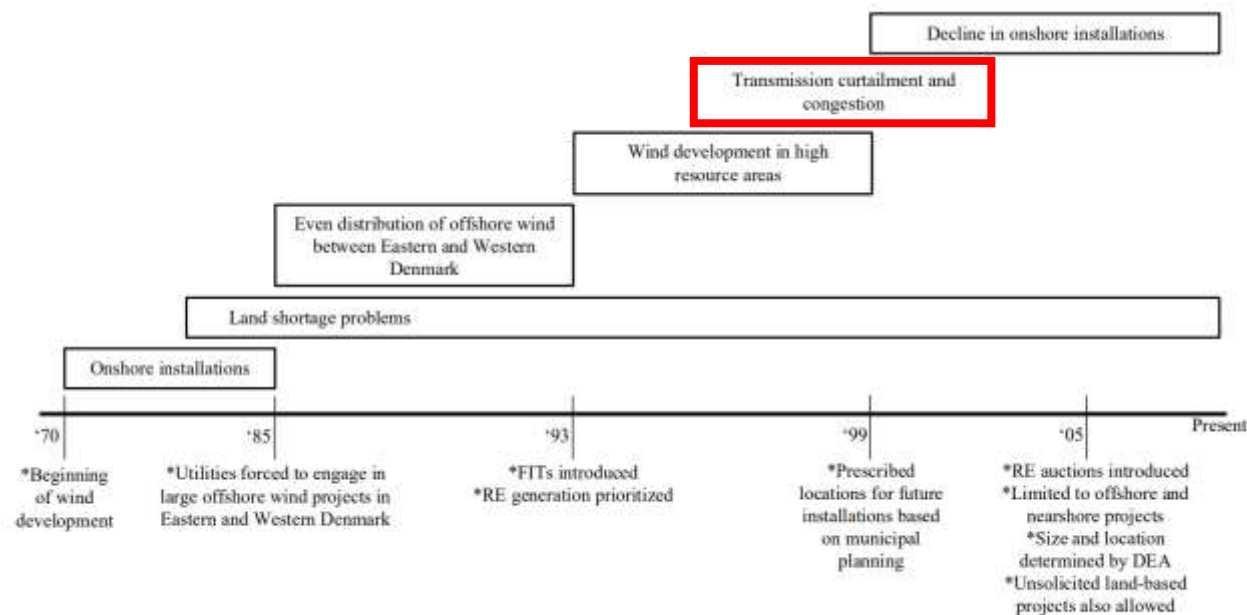 Decline in onshore installations
Transmission curtailment and
congestion
Wind development in high
resource areas
Even distribution of offshore wind
between Eastern and Western
Denmark
Land shortage problems
Onshore installations
'70
'85
'93
'99
'05
Present
*Beginning
of wind
development
*Utilities forced to engage in
large offshore wind projects in
Eastern and Western Denmark
*FITs introduced
*RE generation prioritized
*Prescribed
locations for future
installations based
on municipal
planning
*RE auctions introduced
*Limited to offshore and
nearshore projects
*Size and location
determined by DEA
*Unsolicited land-based
projects also allowed